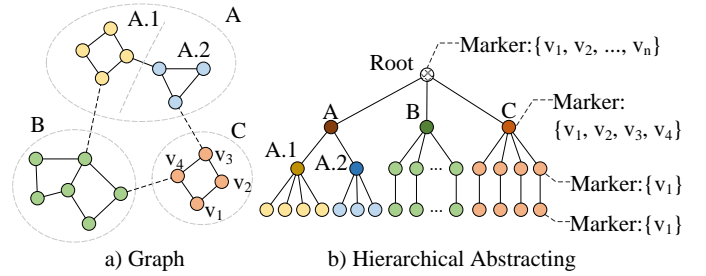 A.1
A
A.2
B
C
v₄
v₃
v₂
v₁
a) Graph
Marker:{v₁, v₂, ..., vₙ}
Root
A
B
C
Marker:
{v₁, v₂, v₃, v₄}
A.1
A.2
...
...
Marker:{v₁}
Marker:{v₁}
b) Hierarchical Abstracting